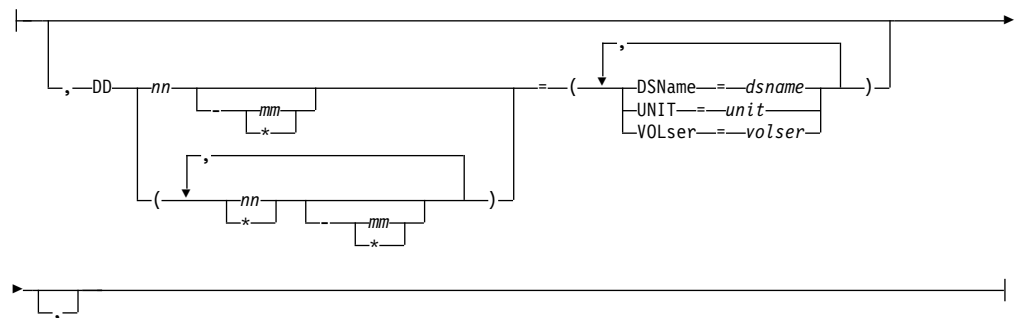 ,
, DD nn = ( DSName = dsname )
- mm UNIT = unit
* VOLser = volser
,
( nn )
* - mm
*
,